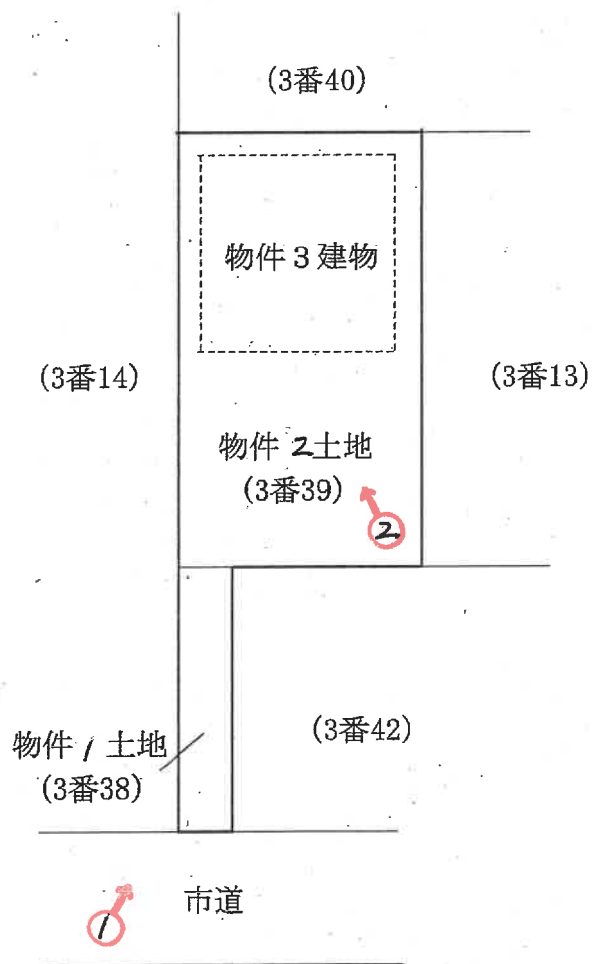 (3番40)
物件3建物
(3番14)
(3番13)
物件2土地
(3番39)
2
(3番42)
物件1土地
(3番38)
市道
1